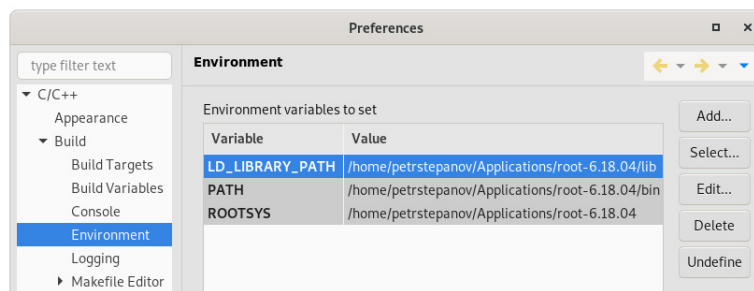 Preferences
type filter text
Environment
C/C++
Appearance
Build
Build Targets
Build Variables
Console
Environment
Logging
Makefile Editor
Environment variables to set
Variable Value
LD_LIBRARY_PATH /home/petrstepanov/Applications/root-6.18.04/lib
PATH /home/petrstepanov/Applications/root-6.18.04/bin
ROOTSYS /home/petrstepanov/Applications/root-6.18.04
Add...
Select...
Edit...
Delete
Undefine